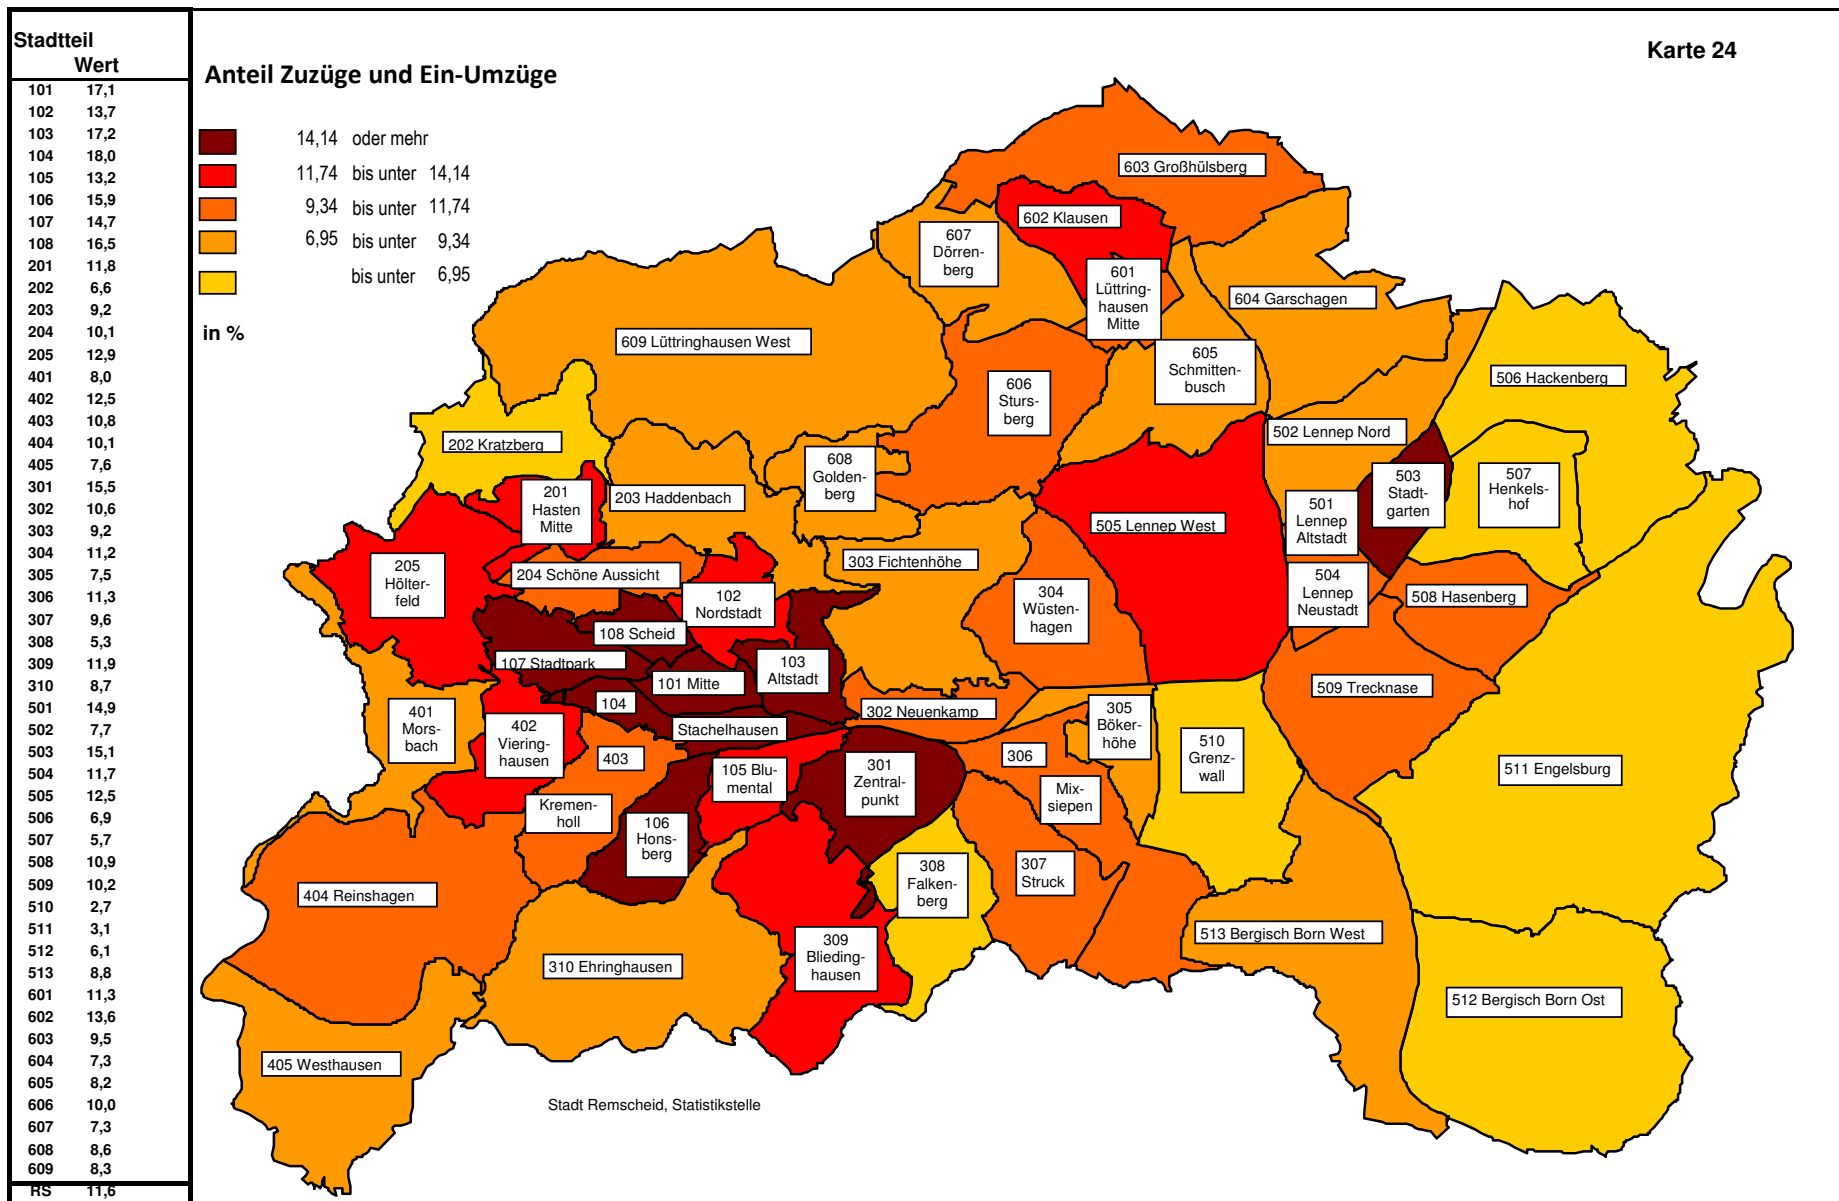 Stadtteil
Wert
101 17,1
102 13,7
103 17,2
104 18,0
105 13,2
106 15,9
107 14,7
108 16,5
201 11,8
202 6,6
203 9,2
204 10,1
205 12,9
401 8,0
402 12,5
403 10,8
404 10,1
405 7,6
301 15,5
302 10,6
303 9,2
304 11,2
305 7,5
306 11,3
307 9,6
308 5,3
309 11,9
310 8,7
501 14,9
502 7,7
503 15,1
504 11,7
505 12,5
506 6,9
507 5,7
508 10,9
509 10,2
510 2,7
511 3,1
512 6,1
513 8,8
601 11,3
602 13,6
603 9,5
604 7,3
605 8,2
606 10,0
607 7,3
608 8,6
609 8,3
RS 11,6
Karte 24
Anteil Zuzüge und Ein-Umzüge
14,14 oder mehr
11,74 bis unter 14,14
9,34 bis unter 11,74
6,95 bis unter 9,34
bis unter 6,95
in %
603 Großhülsberg
602 Klausen
607
Dörren-
berg
601
Lüttring-
hausen
Mitte
604 Garschagen
609 Lüttringhausen West
605
Schmitten-
busch
606
Sturs-
berg
506 Hackenberg
202 Kratzberg
502 Lennep Nord
608
Golden-
berg
503
Stadt-
garten
507
Henkels-
hof
201
Hasten
Mitte
203 Haddenbach
505 Lennep West
501
Lennep
Altstadt
205
Hölter-
feld
204 Schöne Aussicht
303 Fichtenhöhe
102
Nordstadt
304
Wüsten-
hagen
504
Lennep
Neustadt
508 Hasenberg
108 Scheid
107 Stadtpark
101 Mitte
103
Altstadt
509 Trecknase
104
Stachelhausen
302 Neuenkamp
305
Böker-
höhe
401
Mors-
bach
402
Viering-
hausen
403
Kremen-
holl
105 Blu-
mental
301
Zentral-
punkt
306
Mix-
siepen
510
Grenz-
wall
511 Engelsburg
106
Hons-
berg
307
Struck
308
Falken-
berg
404 Reinshagen
309
Blieding-
hausen
513 Bergisch Born West
310 Ehringhausen
512 Bergisch Born Ost
405 Westhausen
Stadt Remscheid, Statistikstelle